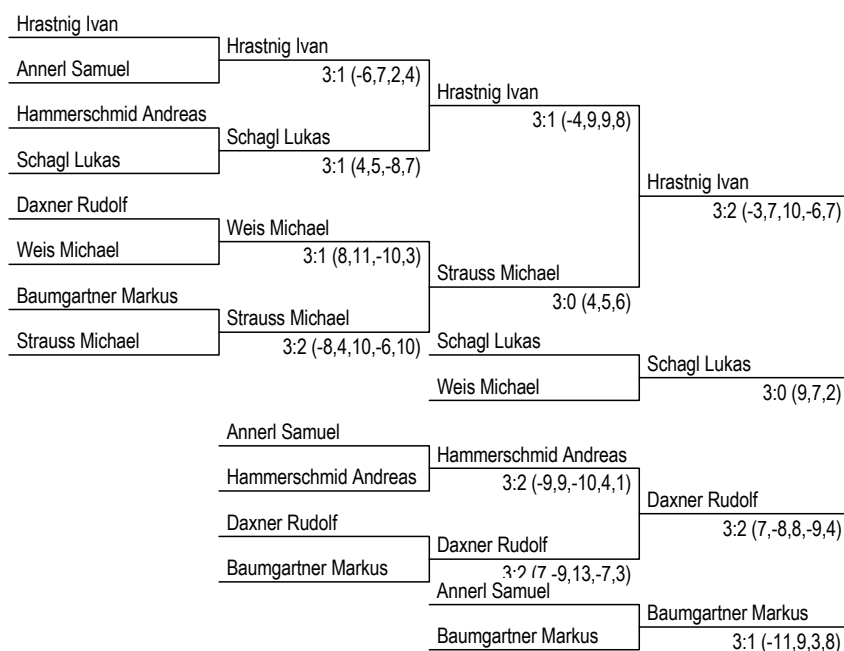 Hrastnig Ivan
Hrastnig Ivan
Annerl Samuel
3:1 (-6,7,2,4)
Hrastnig Ivan
Hammerschmid Andreas
3:1 (-4,9,9,8)
Schagl Lukas
Schagl Lukas
3:1 (4,5,-8,7)
Hrastnig Ivan
Daxner Rudolf
3:2 (-3,7,10,-6,7)
Weis Michael
Weis Michael
3:1 (8,11,-10,3)
Strauss Michael
Baumgartner Markus
3:0 (4,5,6)
Strauss Michael
Strauss Michael
3:2 (-8,4,10,-6,10)
Schagl Lukas
Schagl Lukas
Weis Michael
3:0 (9,7,2)
Annerl Samuel
Hammerschmid Andreas
Hammerschmid Andreas
3:2 (-9,9,-10,4,1)
Daxner Rudolf
Daxner Rudolf
3:2 (7,-8,8,-9,4)
Daxner Rudolf
Baumgartner Markus
3:2 (7,-9,13,-7,3)
Annerl Samuel
Baumgartner Markus
Baumgartner Markus
3:1 (-11,9,3,8)